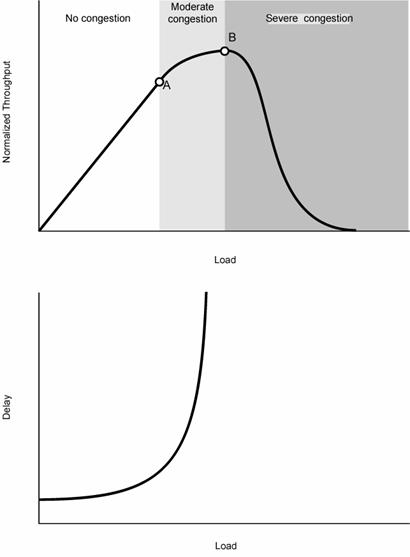 No congestion
Moderate
congestion
Severe congestion
B
A
Normalized Throughput
Load
Delay
Load